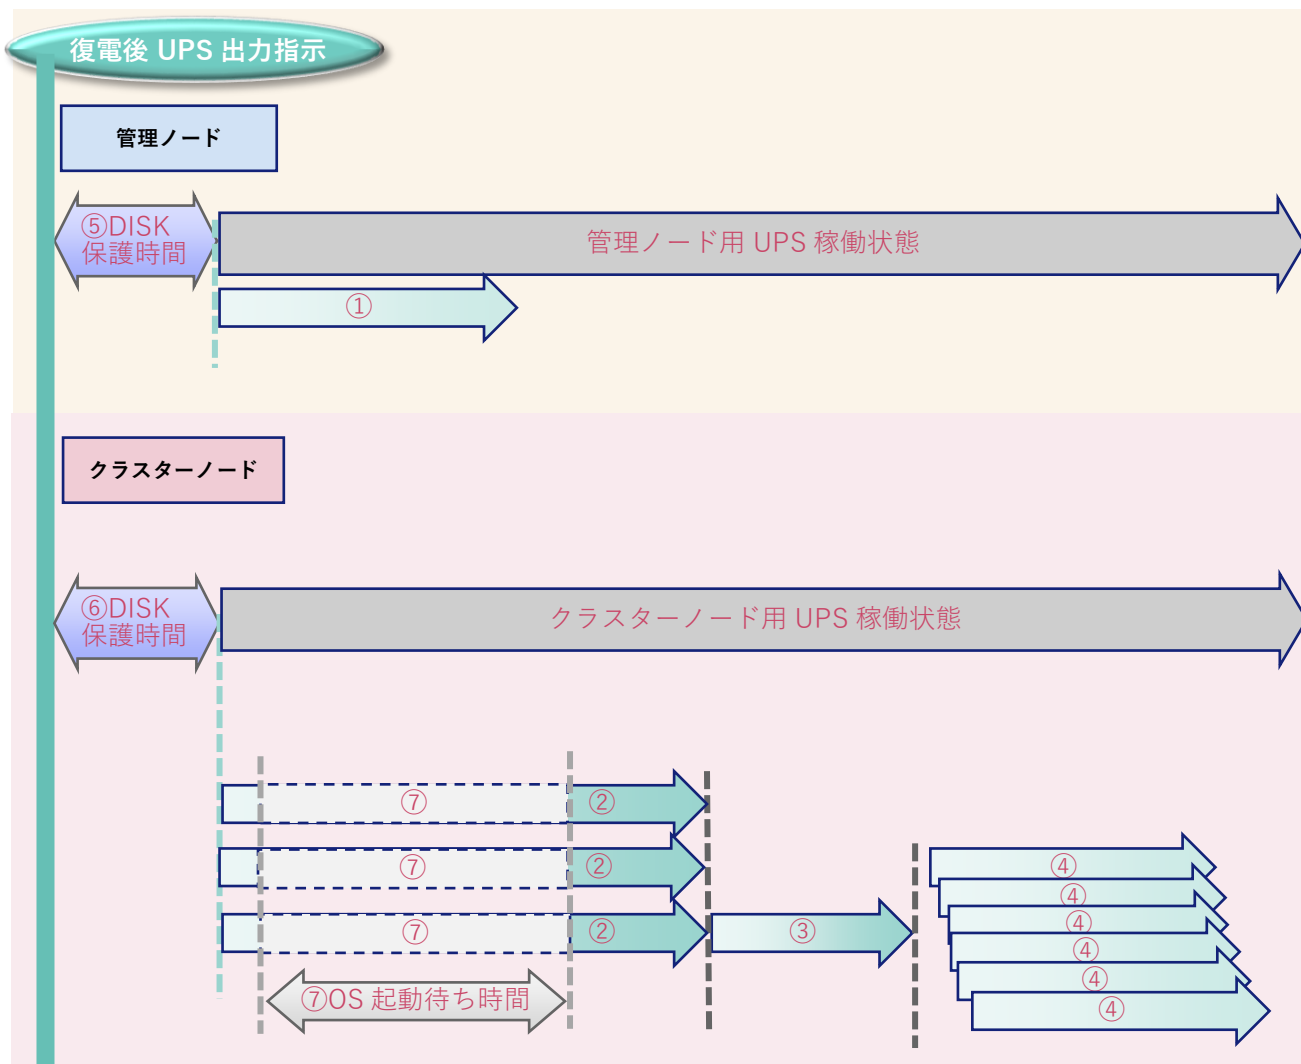 復電後 UPS 出力指示
管理ノード
⑤DISK
保護時間
管理ノード用 UPS 稼働状態
①
クラスターノード
⑥DISK
保護時間
クラスターノード用 UPS 稼働状態
⑦
②
⑦
②
④
④
⑦
②
③
④
④
④
⑦OS 起動待ち時間
④